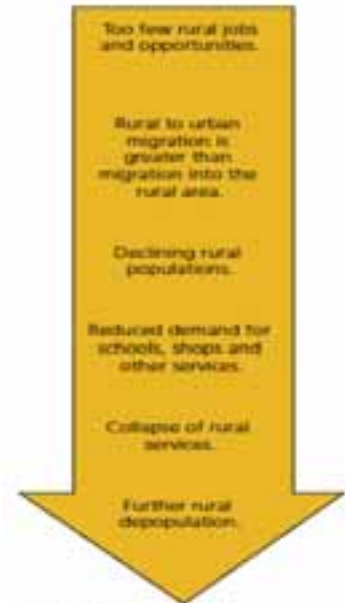 Too few rural jobs
and opportunities.
Rural to urban
migration is
greater than
migration into the
rural area.
Declining rural
populations.
Reduced demand for
schools, shops and
other services.
Collapse of rural
services.
Further rural
depopulation.